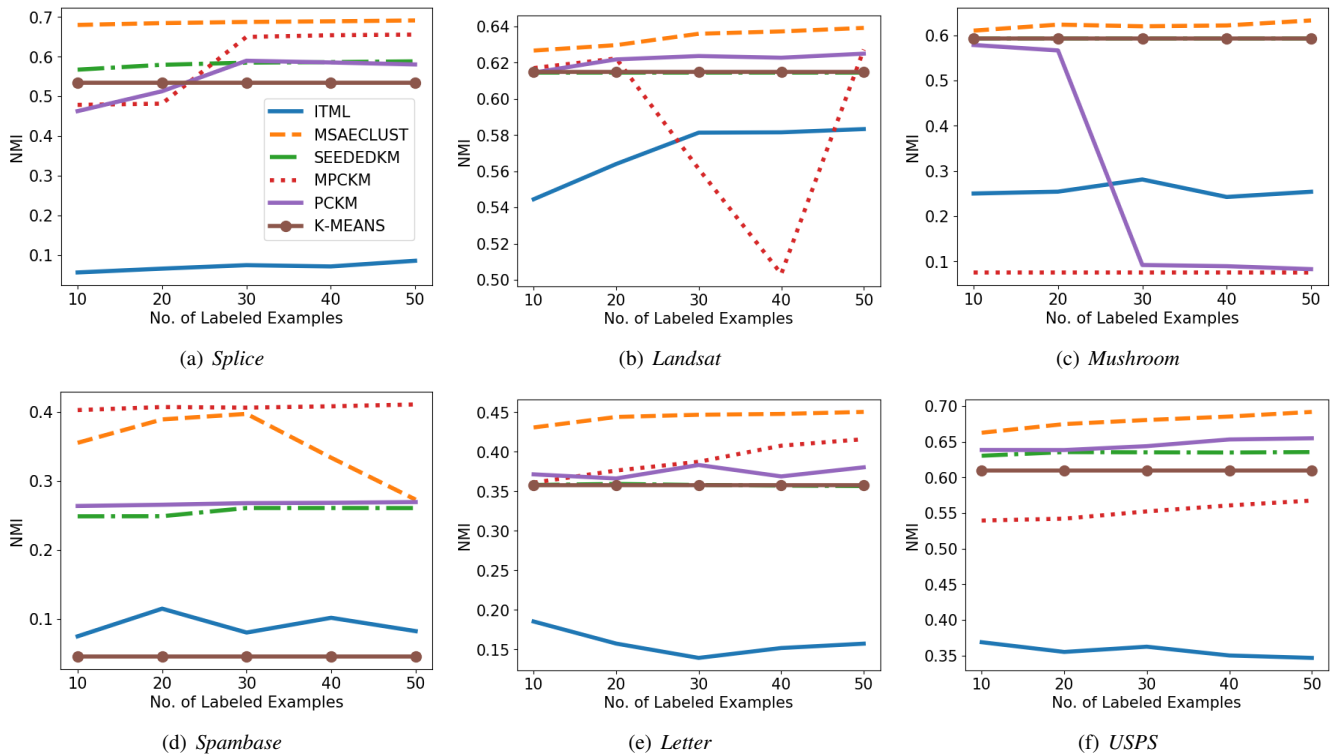 0.7
0.6
0.5
0.4
0.3
0.2
0.1
NMI
ITML
MSAECLUST
SEEDEDKM
MPCKM
PCKM
K-MEANS
10 20 30 40 50
No. of Labeled Examples
(a) Splice
0.64
0.62
0.60
0.58
0.56
0.54
0.52
0.50
NMI
10 20 30 40 50
No. of Labeled Examples
(b) Landsat
0.6
0.5
0.4
0.3
0.2
0.1
NMI
10 20 30 40 50
No. of Labeled Examples
(c) Mushroom
0.4
0.3
0.2
0.1
NMI
10 20 30 40 50
No. of Labeled Examples
(d) Spambase
0.45
0.40
0.35
0.30
0.25
0.20
0.15
NMI
10 20 30 40 50
No. of Labeled Examples
(e) Letter
0.70
0.65
0.60
0.55
0.50
0.45
0.40
0.35
NMI
10 20 30 40 50
No. of Labeled Examples
(f) USPS